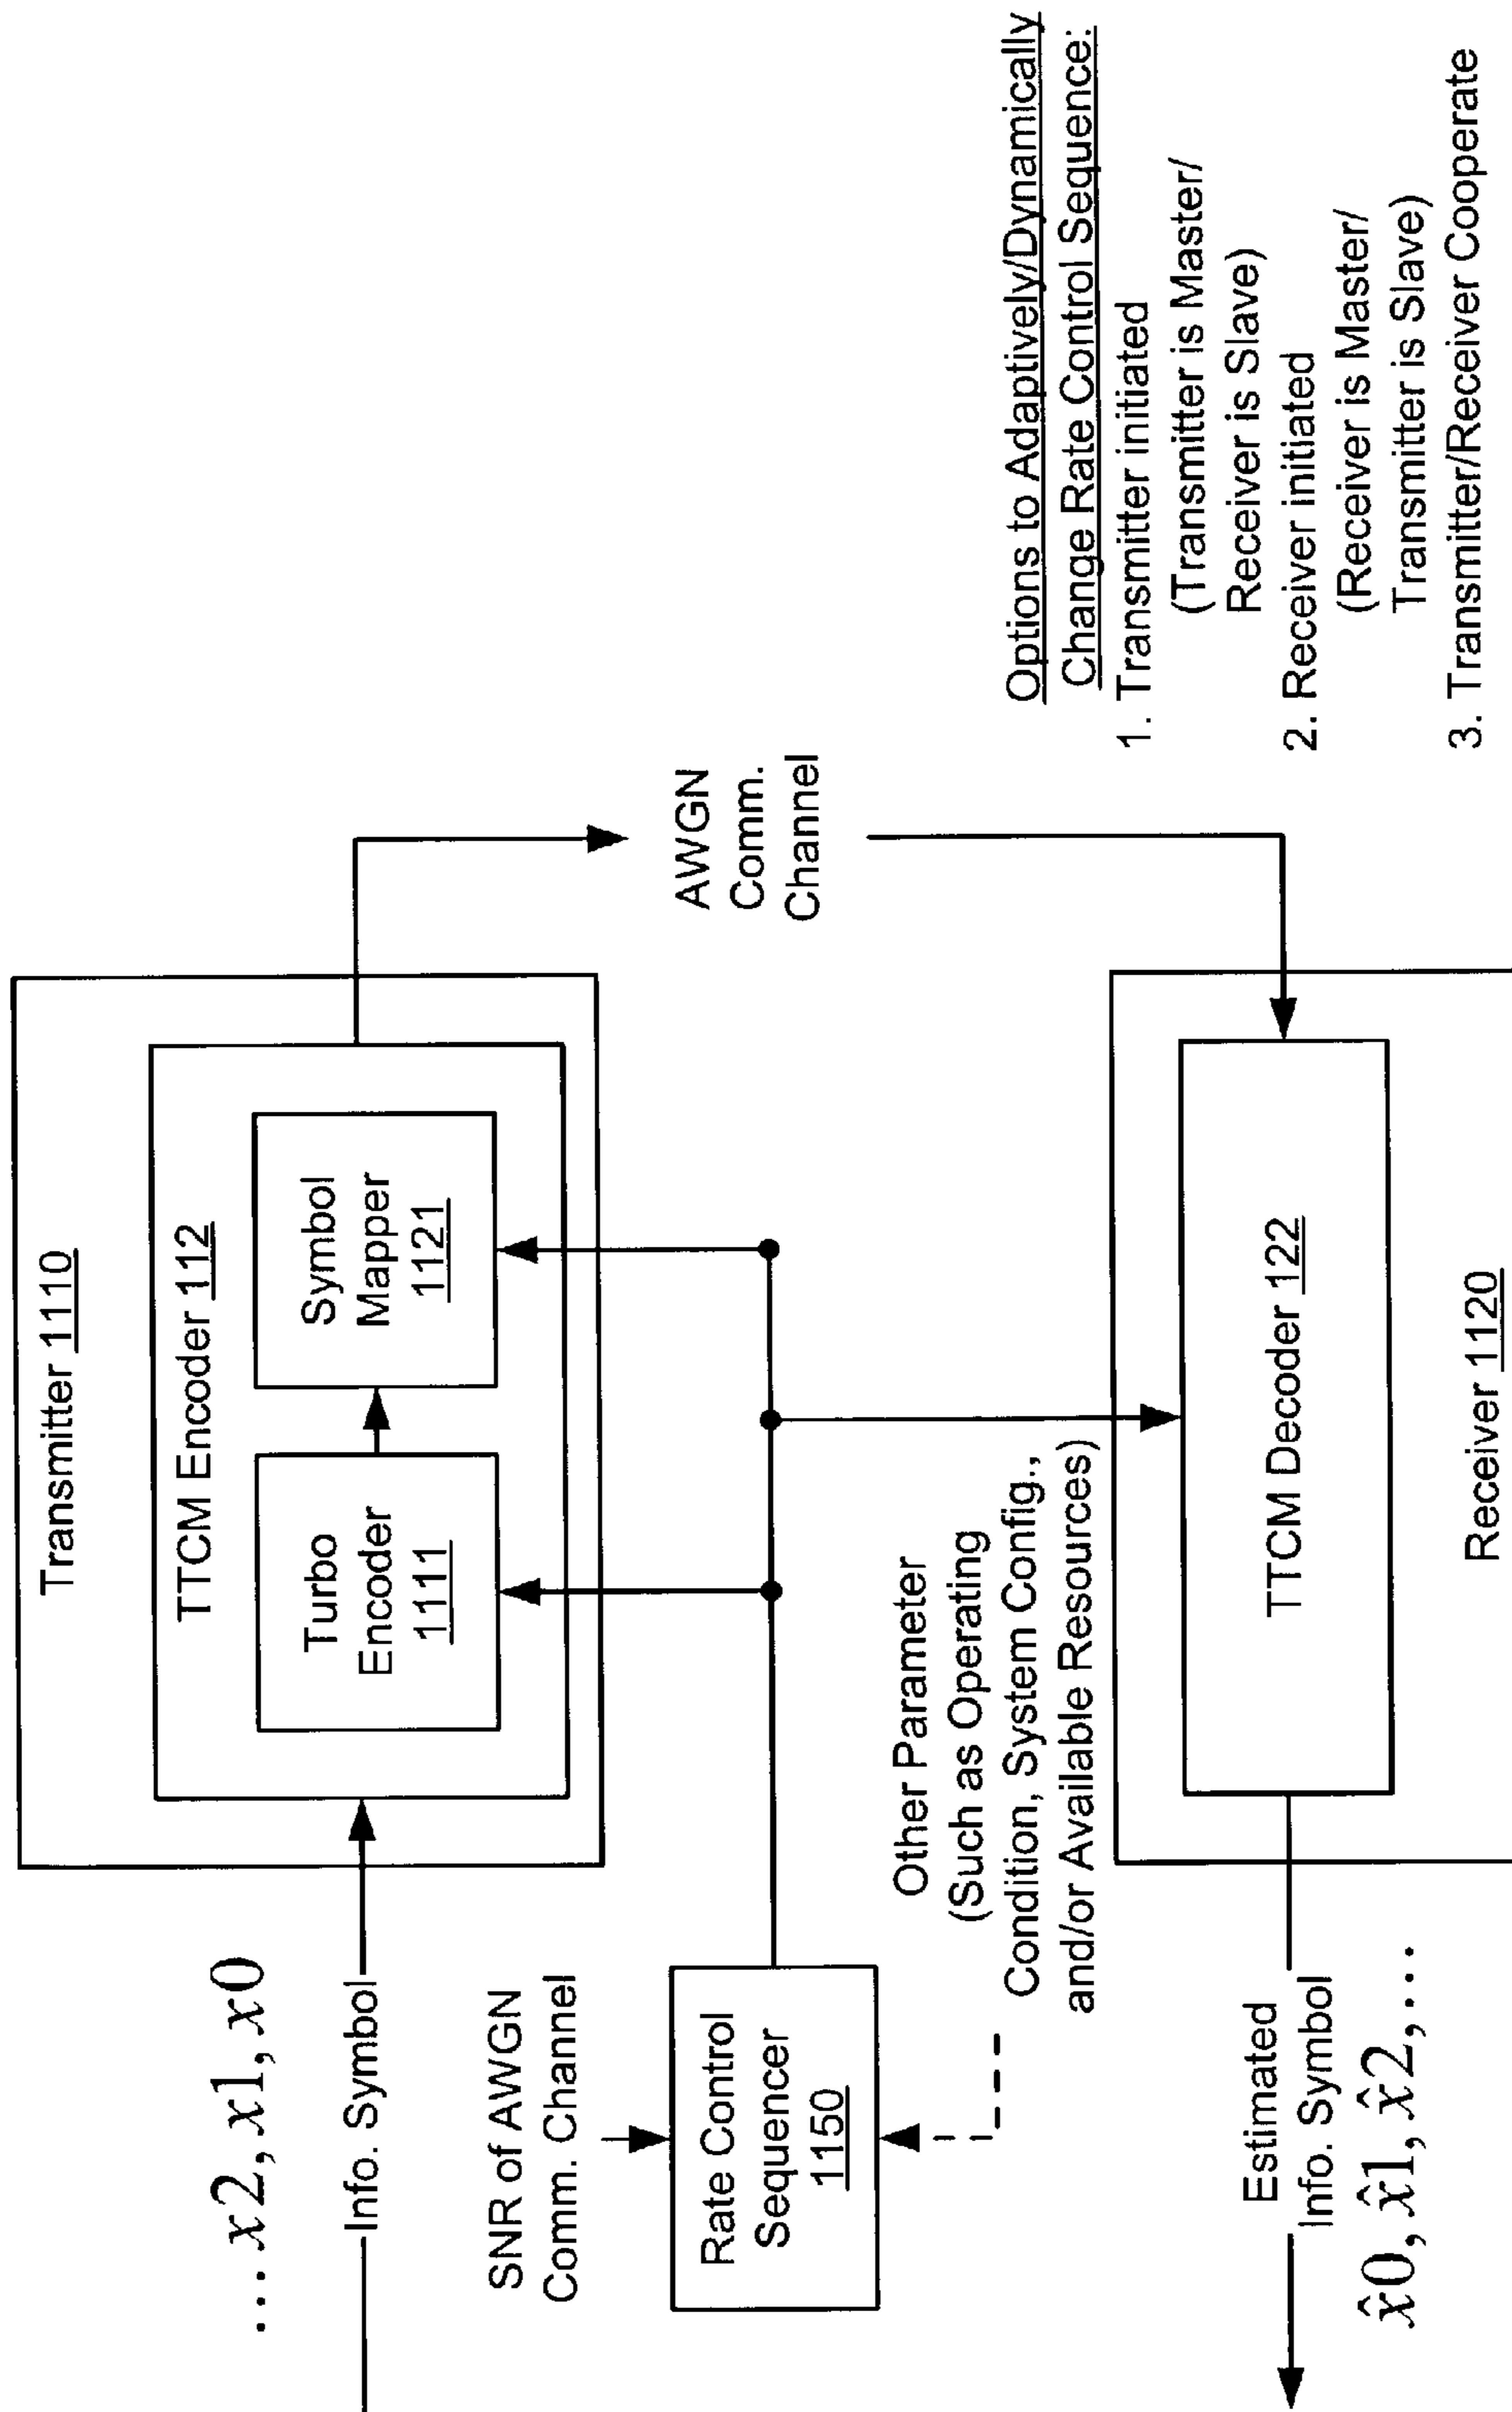 Transmitter 1110
TTCM Encoder 112
Turbo
Encoder
1111
Symbol
Mapper
1121
...x2, x1, x0
Info. Symbol
SNR of AWGN
Comm. Channel
Rate Control
Sequencer
1150
Other Parameter
(Such as Operating
Condition, System Config.,
and/or Available Resources)
AWGN
Comm.
Channel
TTCM Decoder 122
Receiver 1120
Estimated
Info. Symbol
x̂0, x̂1, x̂2,...
Options to Adaptively/Dynamically
Change Rate Control Sequence:
1. Transmitter initiated
(Transmitter is Master/
Receiver is Slave)
2. Receiver initiated
(Receiver is Master/
Transmitter is Slave)
3. Transmitter/Receiver Cooperate